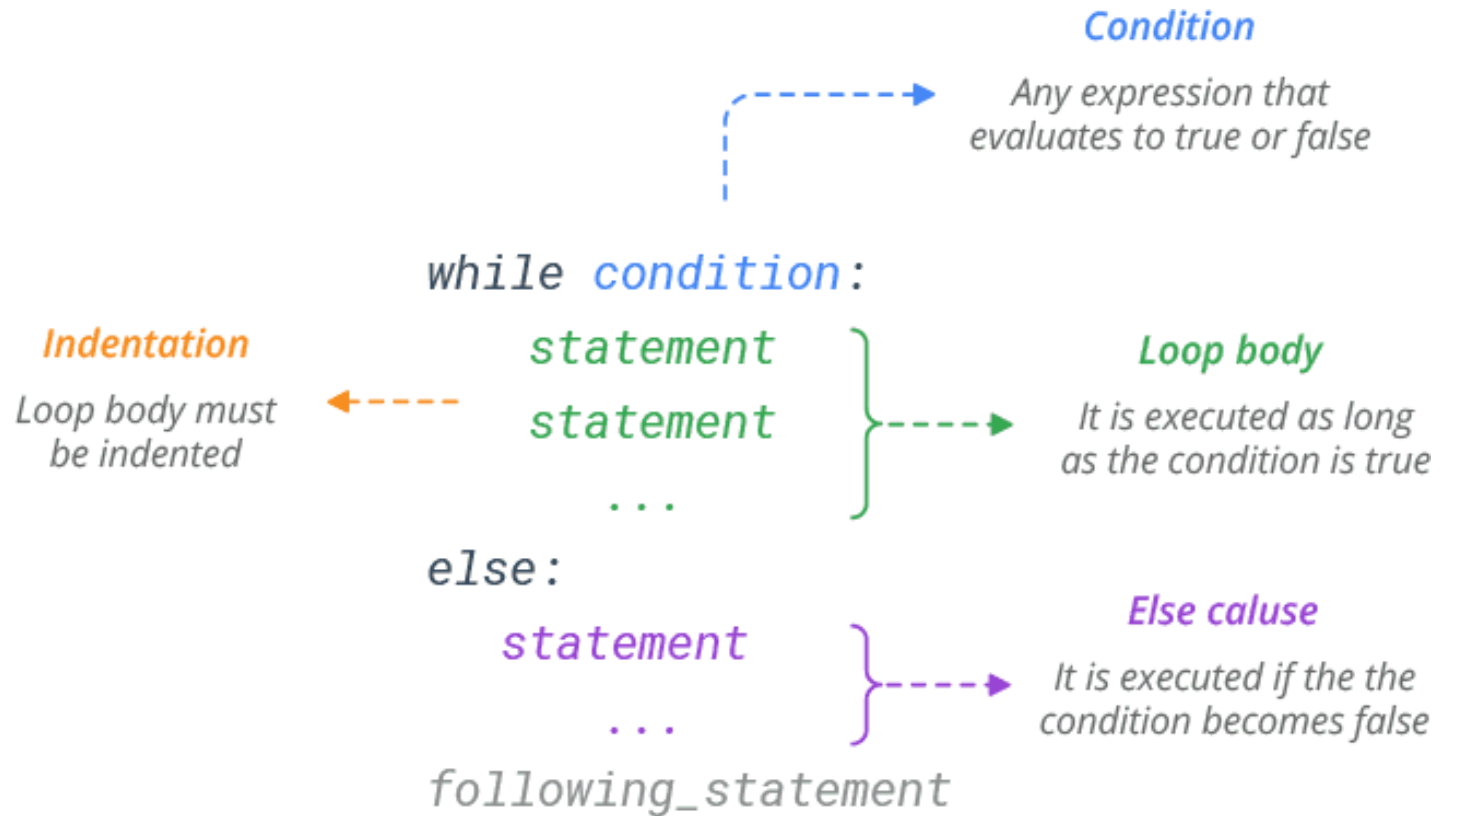 Condition
Any expression that
evaluates to true or false
while condition:
Indentation
Loop body must
be indented
statement
statement
...
Loop body
It is executed as long
as the condition is true
else:
statement
...
Else caluse
It is executed if the the
condition becomes false
following_statement